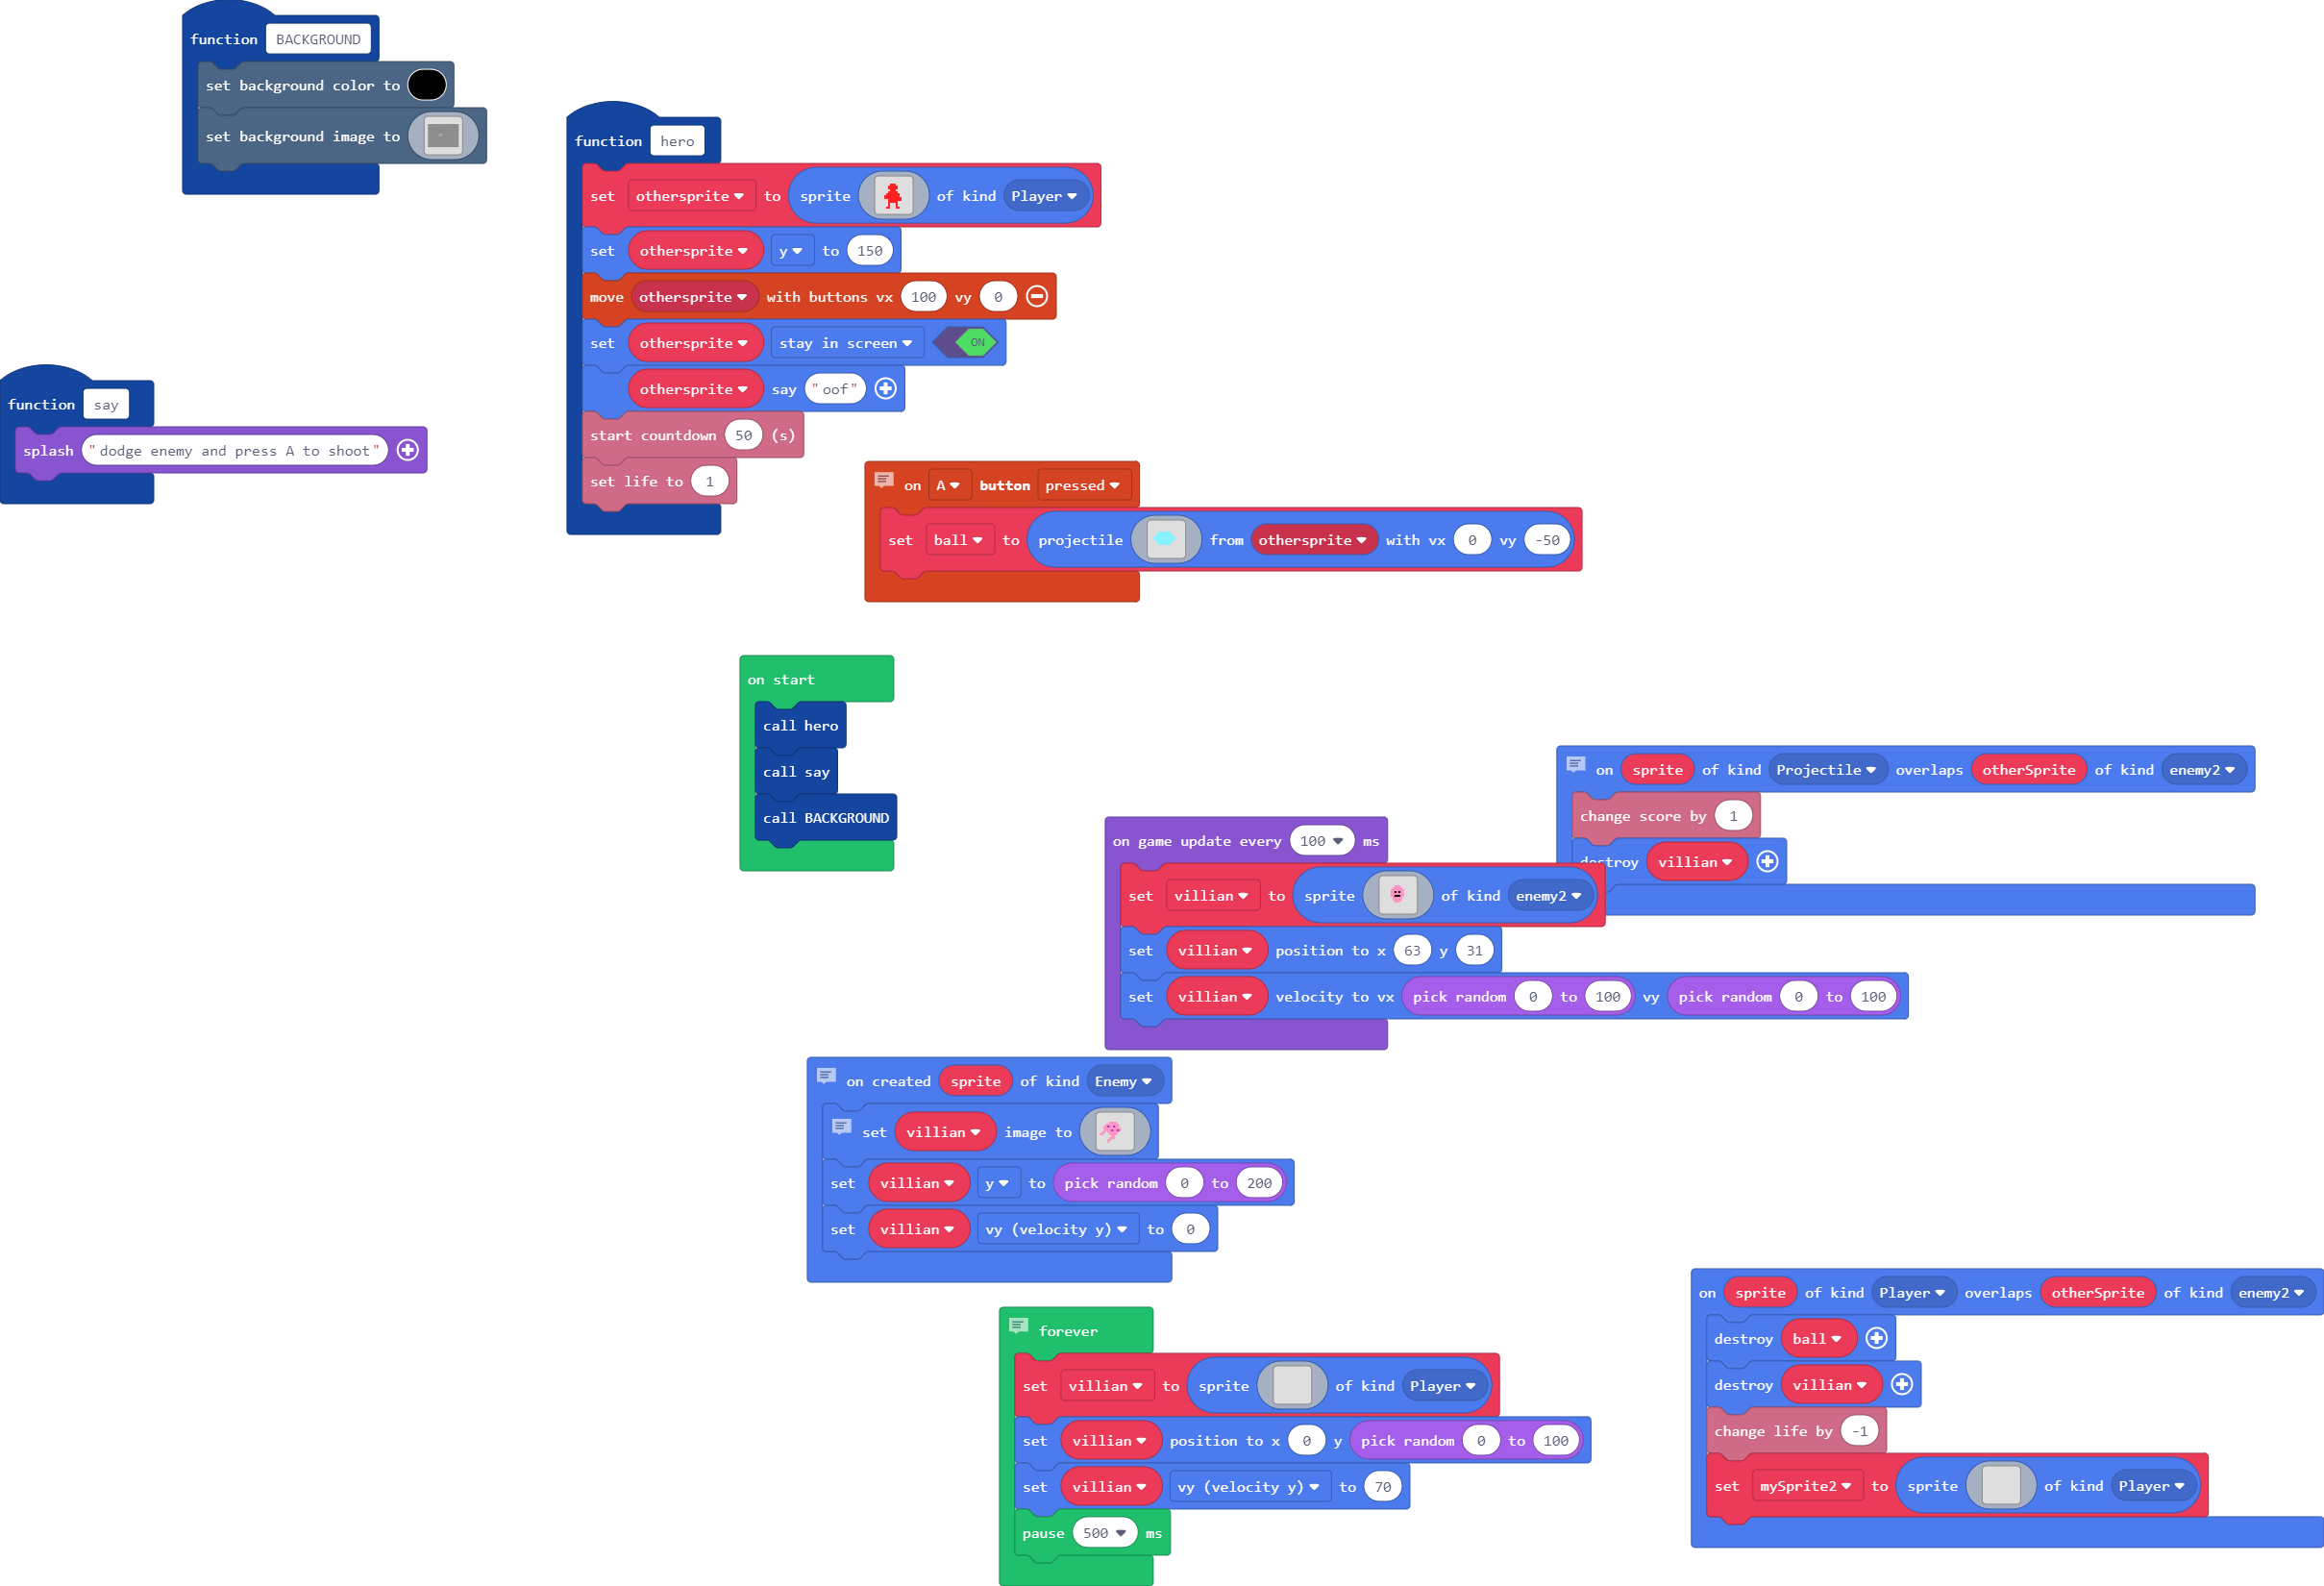 function BACKGROUND
set background color to
set background image to
function hero
set othersprite to sprite of kind Player
set othersprite y to 150
move othersprite with buttons vx 100 vy 0
set othersprite stay in screen ON
othersprite say "oof"
start countdown 50 (s)
set life to 1
function say
splash "dodge enemy and press A to shoot"
on A button pressed
set ball to projectile from othersprite with vx 0 vy -50
on start
call hero
call say
call BACKGROUND
on sprite of kind Projectile overlaps otherSprite of kind enemy2
change score by 1
destroy villian
on game update every 100 ms
set villian to sprite of kind enemy2
set villian position to x 63 y 31
set villian velocity to vx pick random 0 to 100 vy pick random 0 to 100
on created sprite of kind Enemy
set villian image to
set villian y to pick random 0 to 200
set villian vy (velocity y) to 0
on sprite of kind Player overlaps otherSprite of kind enemy2
destroy ball
destroy villian
change life by -1
set mySprite2 to sprite of kind Player
forever
set villian to sprite of kind Player
set villian position to x 0 y pick random 0 to 100
set villian vy (velocity y) to 70
pause 500 ms